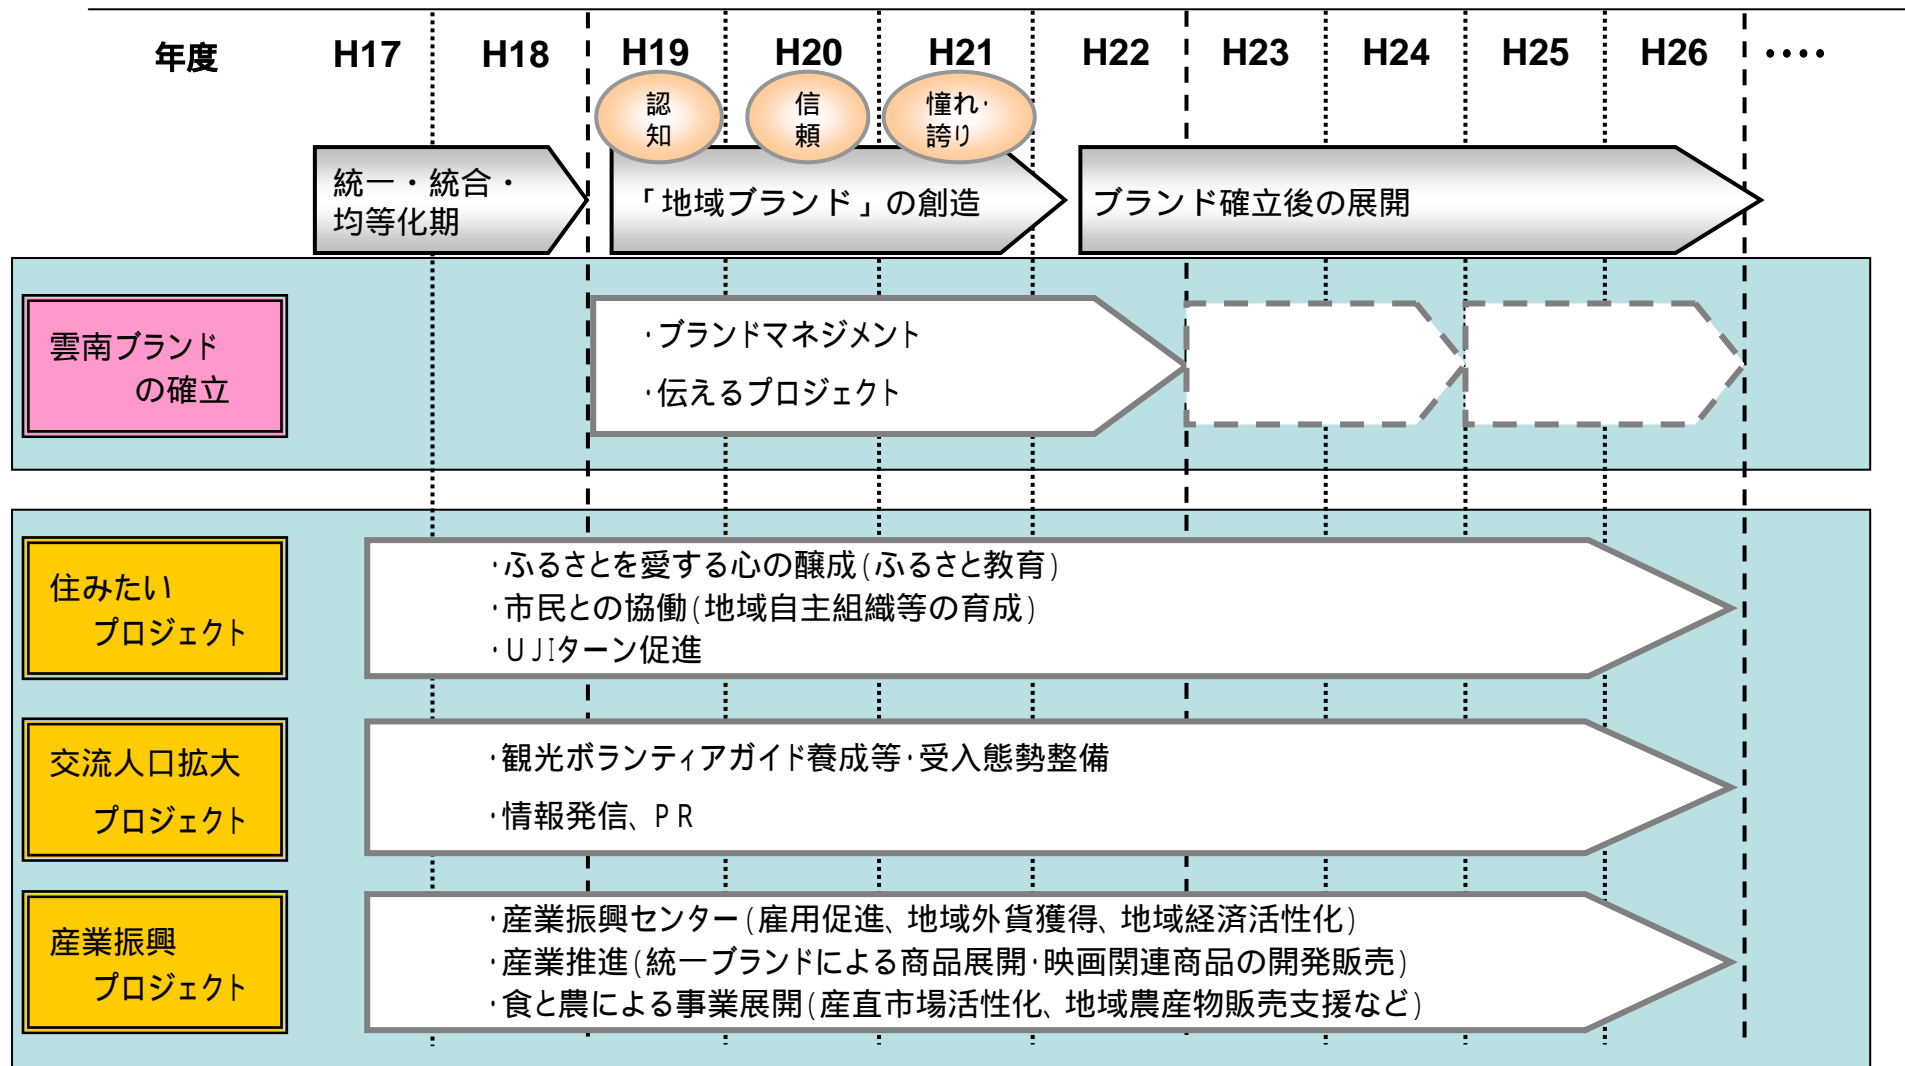 年度 H17 H18 H19 H20 H21 H22 H23 H24 H25 H26 ‥‥
認
知
信
頼
憧れ・
誇り
統一・統合・
均等化期
「地域ブランド」の創造
ブランド確立後の展開
雲南ブランド
の確立
・ブランドマネジメント
・伝えるプロジェクト
住みたい
プロジェクト
・ふるさとを愛する心の醸成(ふるさと教育)
・市民との協働(地域自主組織等の育成)
・UJIターン促進
交流人口拡大
プロジェクト
・観光ボランティアガイド養成等・受入態勢整備
・情報発信、PR
産業振興
プロジェクト
・産業振興センター(雇用促進、地域外貨獲得、地域経済活性化)
・産業推進(統一ブランドによる商品展開・映画関連商品の開発販売)
・食と農による事業展開(産直市場活性化、地域農産物販売支援など)